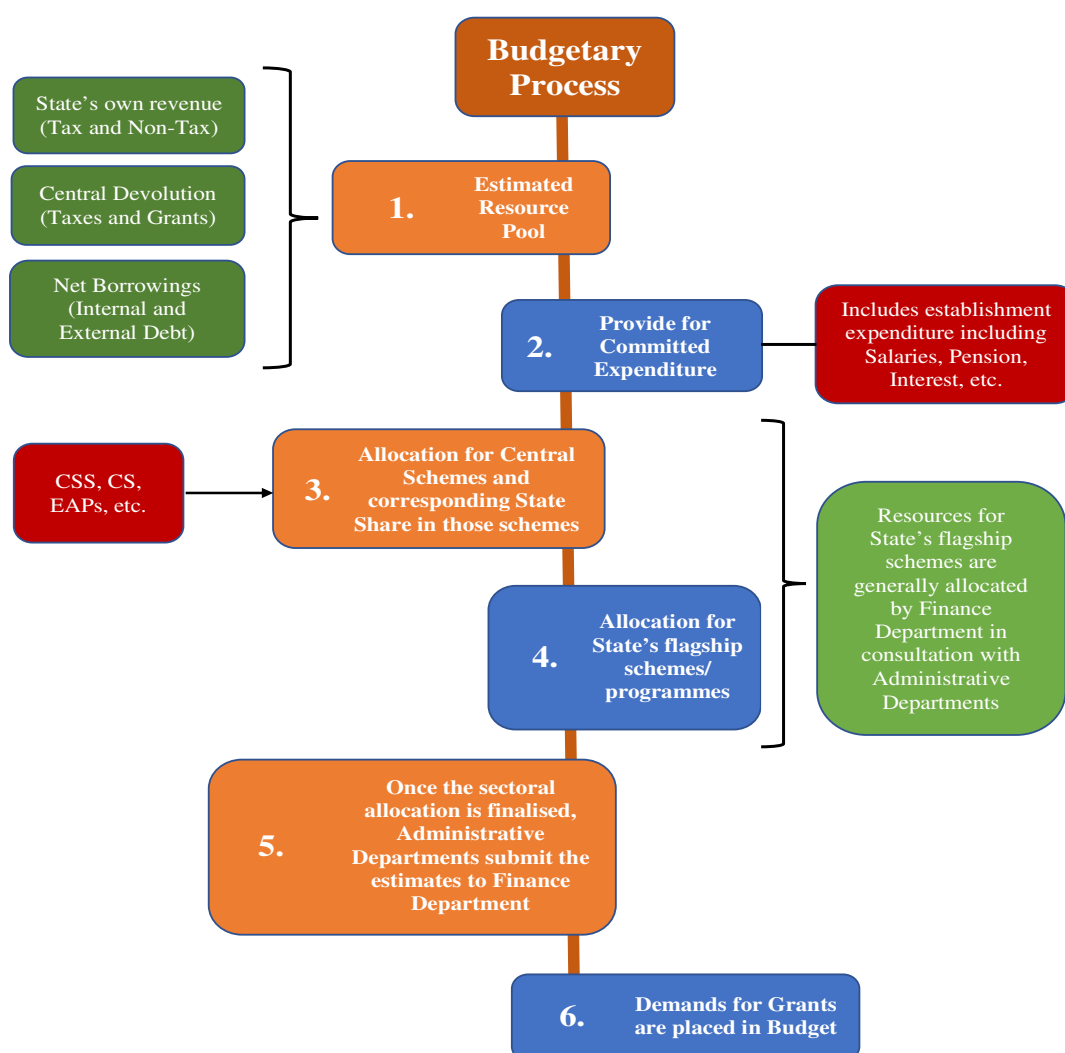 Budgetary
Process
State’s own revenue
(Tax and Non-Tax)
Central Devolution
(Taxes and Grants)
Net Borrowings
(Internal and
External Debt)
1.
Estimated
Resource
Pool
2.
Provide for
Committed
Expenditure
Includes establishment
expenditure including
Salaries, Pension,
Interest, etc.
CSS, CS,
EAPs, etc.
3.
Allocation for Central
Schemes and
corresponding State
Share in those schemes
4.
Allocation for
State’s flagship
schemes/
programmes
Resources for
State’s flagship
schemes are
generally allocated
by Finance
Department in
consultation with
Administrative
Departments
5.
Once the sectoral
allocation is finalised,
Administrative
Departments submit the
estimates to Finance
Department
6.
Demands for Grants
are placed in Budget